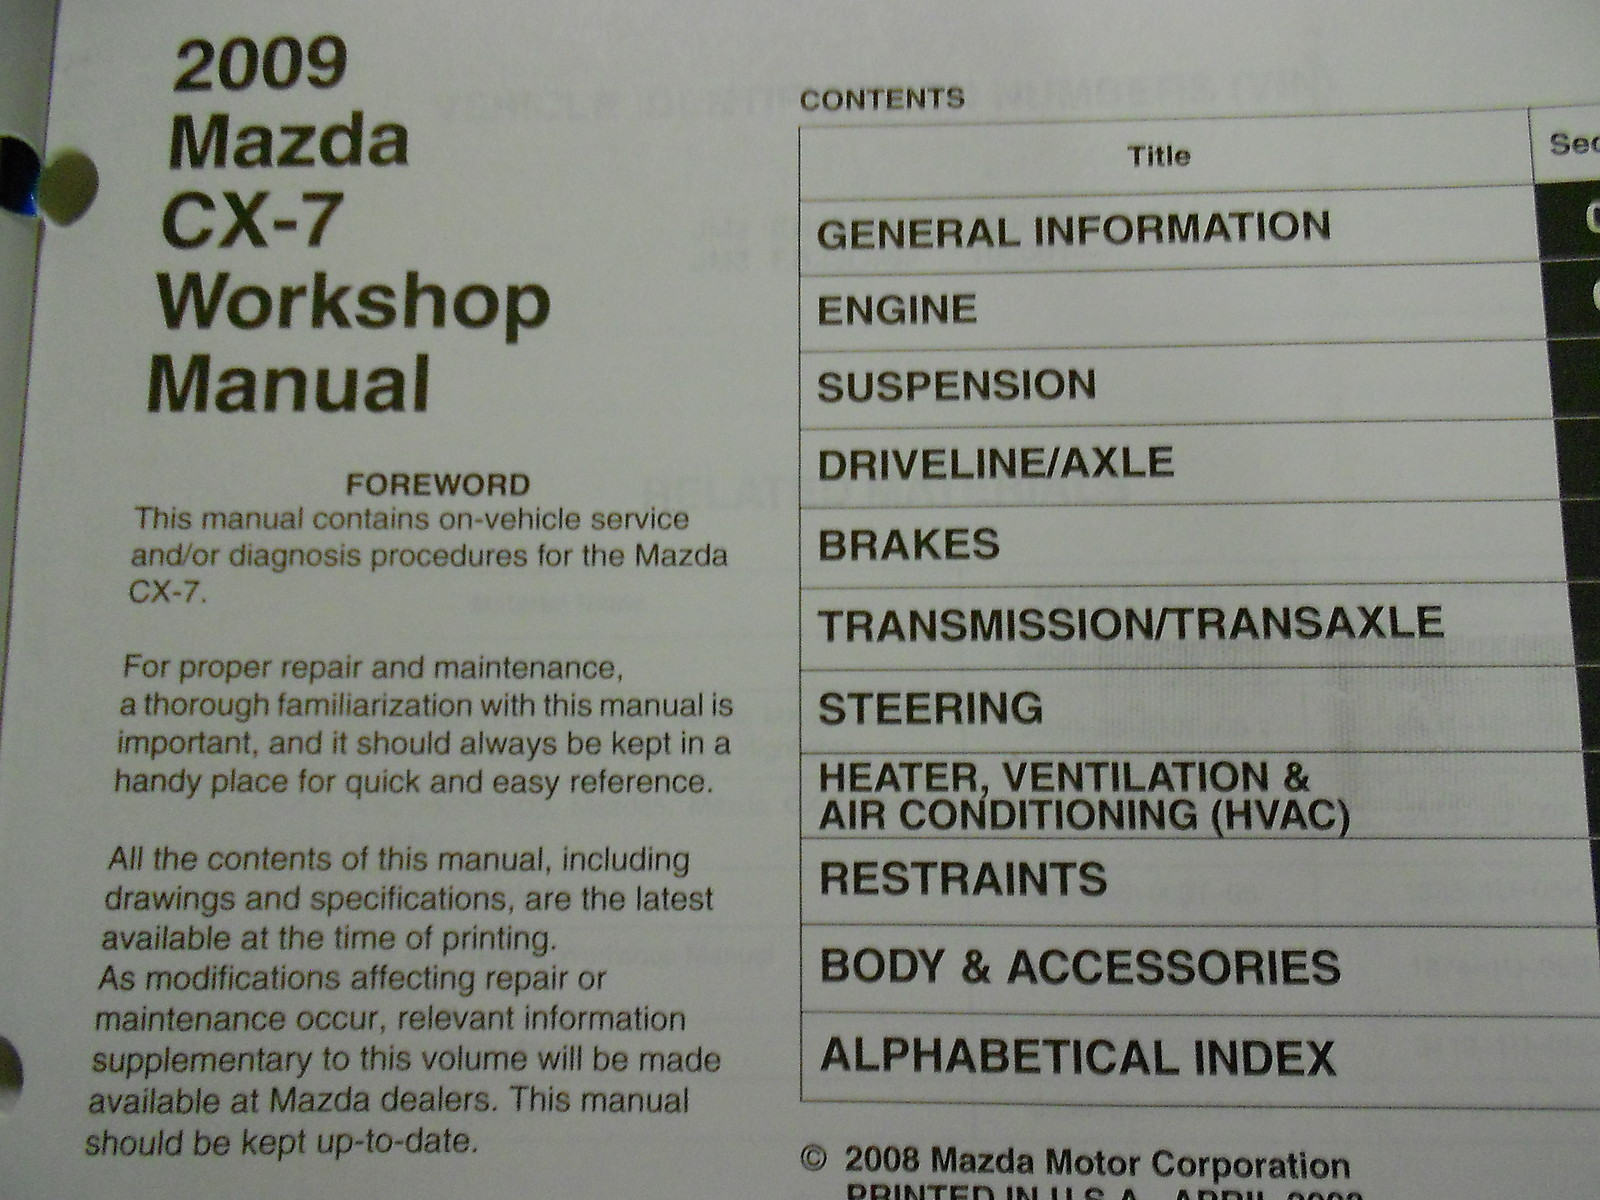 2009
Mazda
CX-7
Workshop
Manual
FOREWORD
This manual contains on-vehicle service
and/or diagnosis procedures for the Mazda
CX-7.
For proper repair and maintenance,
a thorough familiarization with this manual is
important, and it should always be kept in a
handy place for quick and easy reference.
All the contents of this manual, including
drawings and specifications, are the latest
available at the time of printing.
As modifications affecting repair or
maintenance occur, relevant information
supplementary to this volume will be made
available at Mazda dealers. This manual
should be kept up-to-date.
CONTENTS
Title
GENERAL INFORMATION
ENGINE
SUSPENSION
DRIVELINE/AXLE
BRAKES
TRANSMISSION/TRANSAXLE
STEERING
HEATER, VENTILATION &
AIR CONDITIONING (HVAC)
RESTRAINTS
BODY & ACCESSORIES
ALPHABETICAL INDEX
© 2008 Mazda Motor Corporation
PRINTED IN U.S.A., APRIL